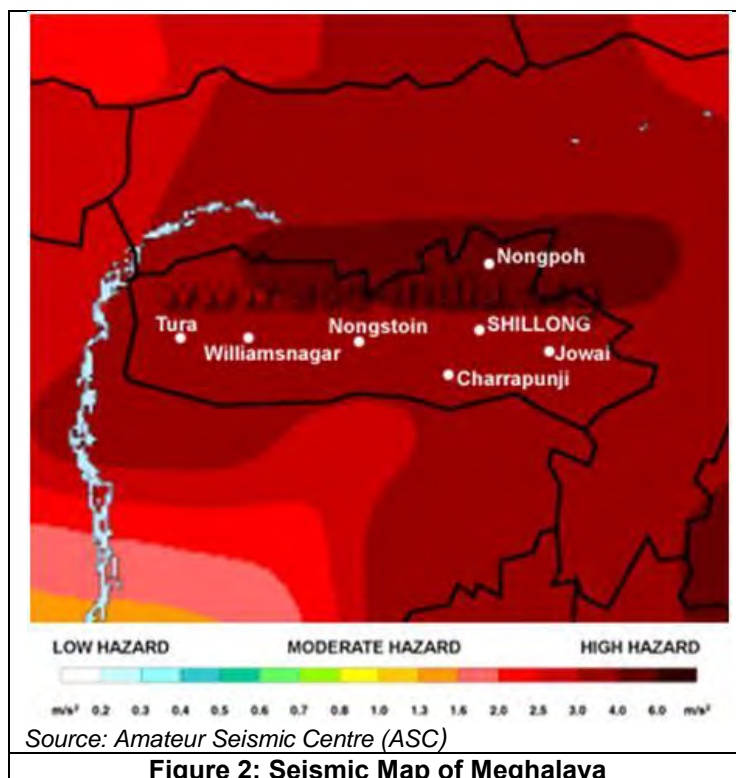 Nongpoh
Tura
Williamsnagar
Nongstoin
SHILLONG
Jowai
Charrapunji
LOW HAZARD MODERATE HAZARD HIGH HAZARD
m/s² 0.2 0.3 0.4 0.5 0.6 0.7 0.8 1.0 1.3 1.6 2.0 2.5 3.0 4.0 6.0 m/s²
Source: Amateur Seismic Centre (ASC)
Figure 2: Seismic Map of Meghalaya